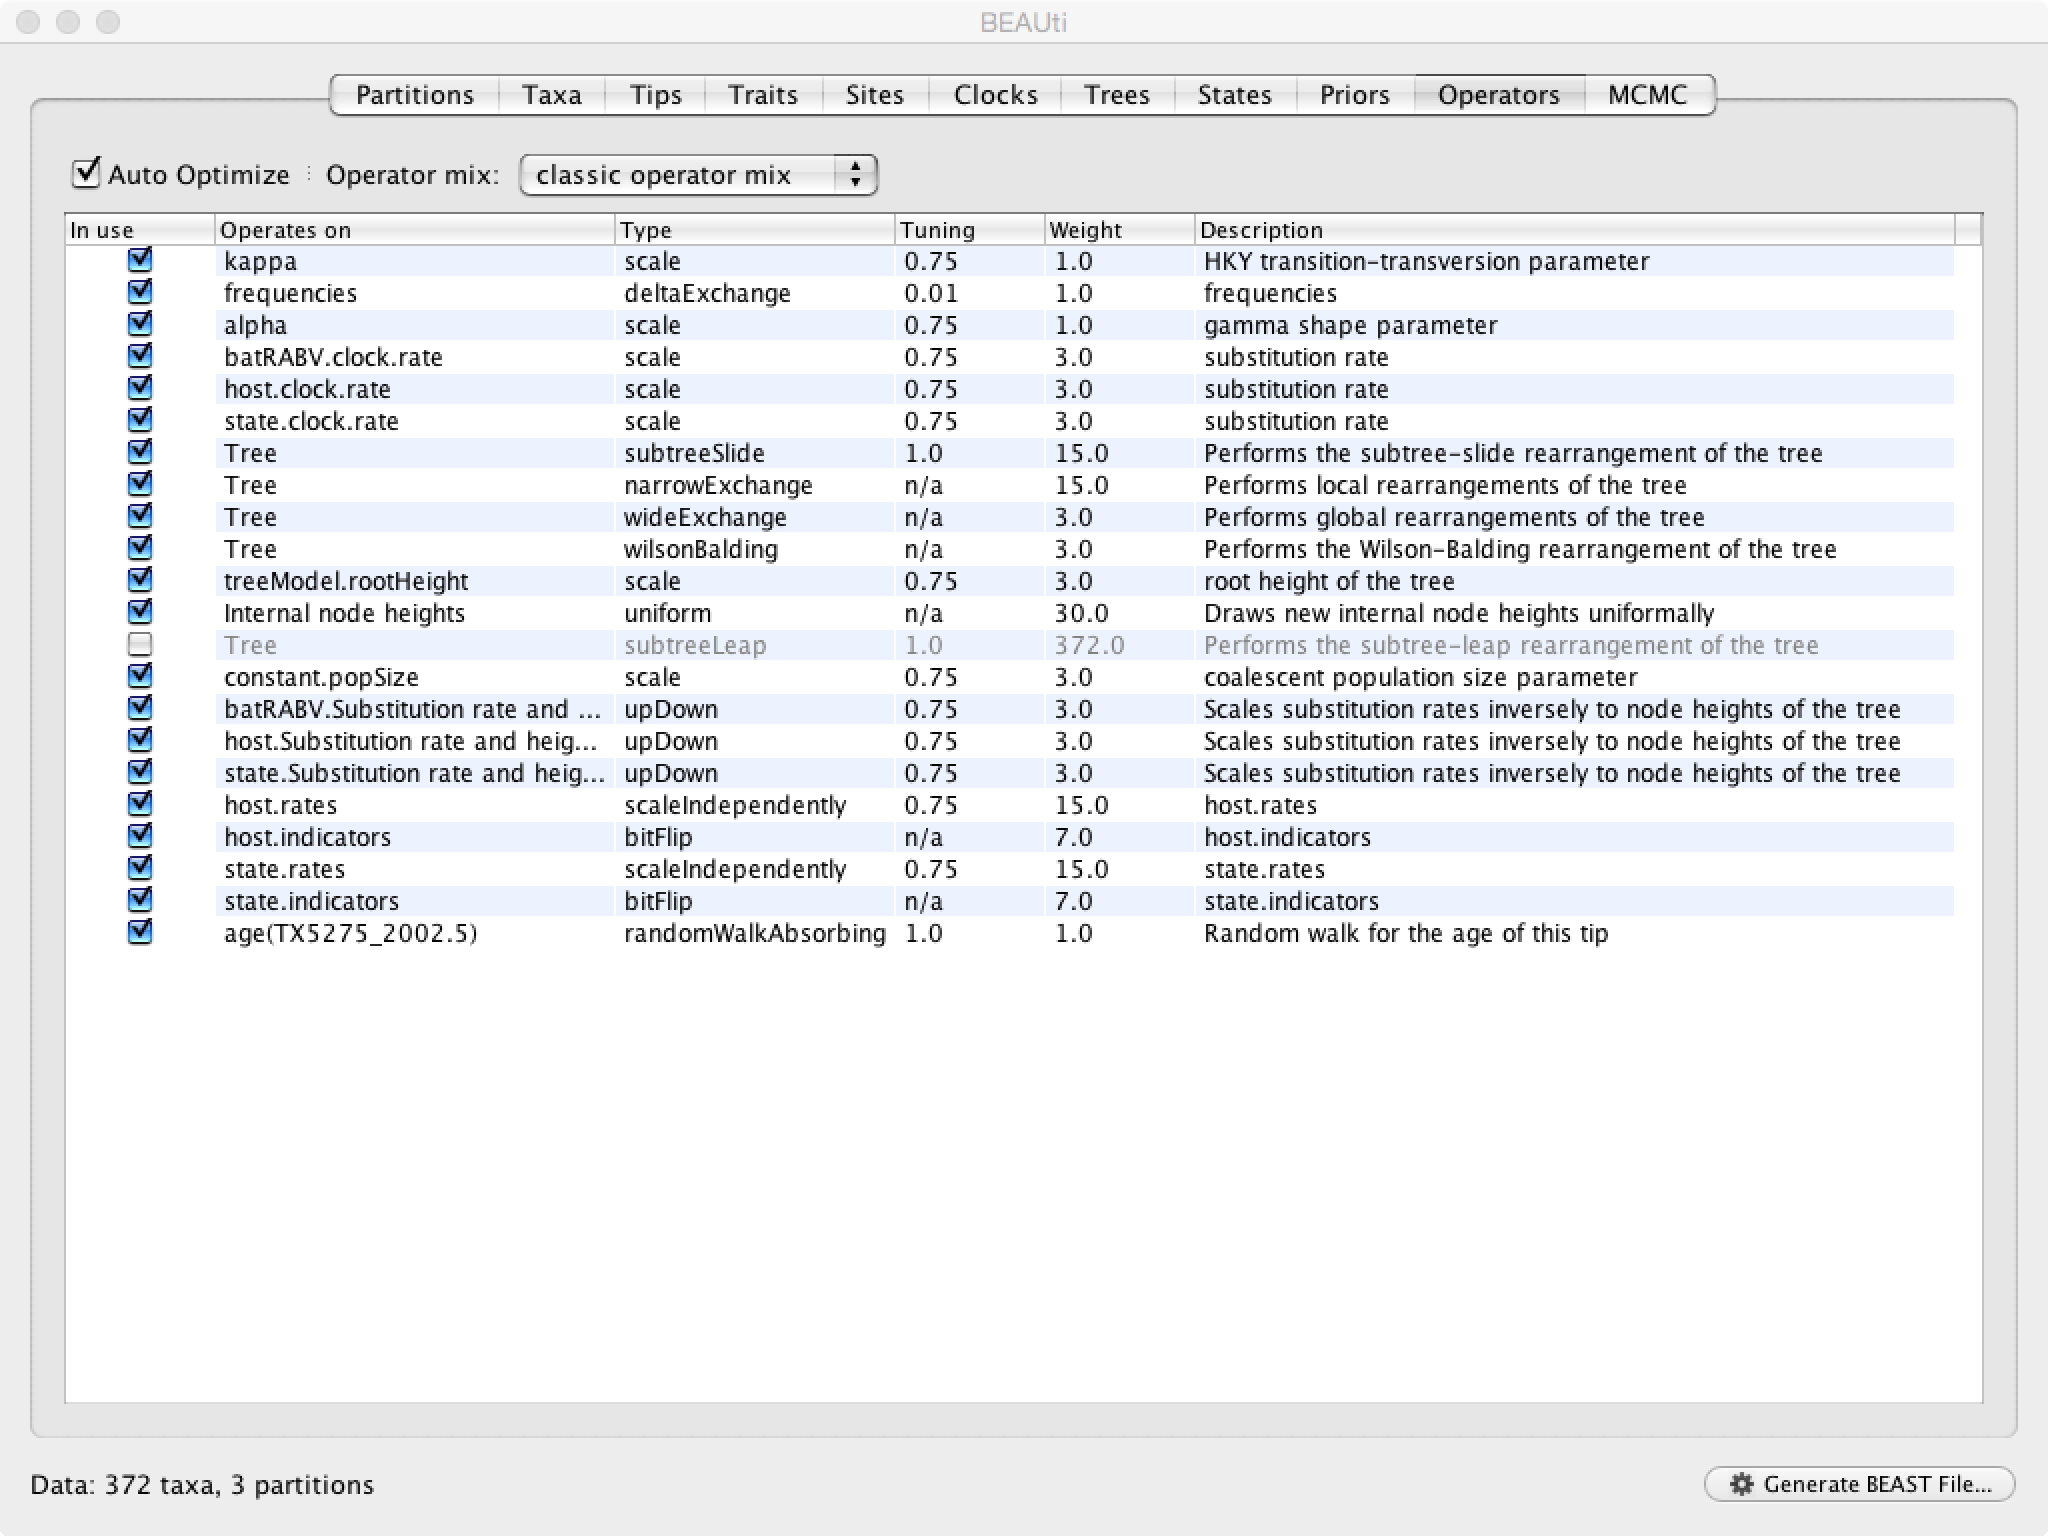 BEAUti
Partitions Taxa Tips Traits Sites Clocks Trees States Priors Operators MCMC
Auto Optimize Operator mix: classic operator mix
In use Operates on Type Tuning Weight Description
kappa scale 0.75 1.0 HKY transition-transversion parameter
frequencies deltaExchange 0.01 1.0 frequencies
alpha scale 0.75 1.0 gamma shape parameter
batRABV.clock.rate scale 0.75 3.0 substitution rate
host.clock.rate scale 0.75 3.0 substitution rate
state.clock.rate scale 0.75 3.0 substitution rate
Tree subtreeSlide 1.0 15.0 Performs the subtree-slide rearrangement of the tree
Tree narrowExchange n/a 15.0 Performs local rearrangements of the tree
Tree wideExchange n/a 3.0 Performs global rearrangements of the tree
Tree wilsonBalding n/a 3.0 Performs the Wilson-Balding rearrangement of the tree
treeModel.rootHeight scale 0.75 3.0 root height of the tree
Internal node heights uniform n/a 30.0 Draws new internal node heights uniformally
Tree subtreeLeap 1.0 372.0 Performs the subtree-leap rearrangement of the tree
constant.popSize scale 0.75 3.0 coalescent population size parameter
batRABV.Substitution rate and ... upDown 0.75 3.0 Scales substitution rates inversely to node heights of the tree
host.Substitution rate and heig... upDown 0.75 3.0 Scales substitution rates inversely to node heights of the tree
state.Substitution rate and heig... upDown 0.75 3.0 Scales substitution rates inversely to node heights of the tree
host.rates scaleIndependently 0.75 15.0 host.rates
host.indicators bitFlip n/a 7.0 host.indicators
state.rates scaleIndependently 0.75 15.0 state.rates
state.indicators bitFlip n/a 7.0 state.indicators
age(TX5275_2002.5) randomWalkAbsorbing 1.0 1.0 Random walk for the age of this tip
Data: 372 taxa, 3 partitions
Generate BEAST File...